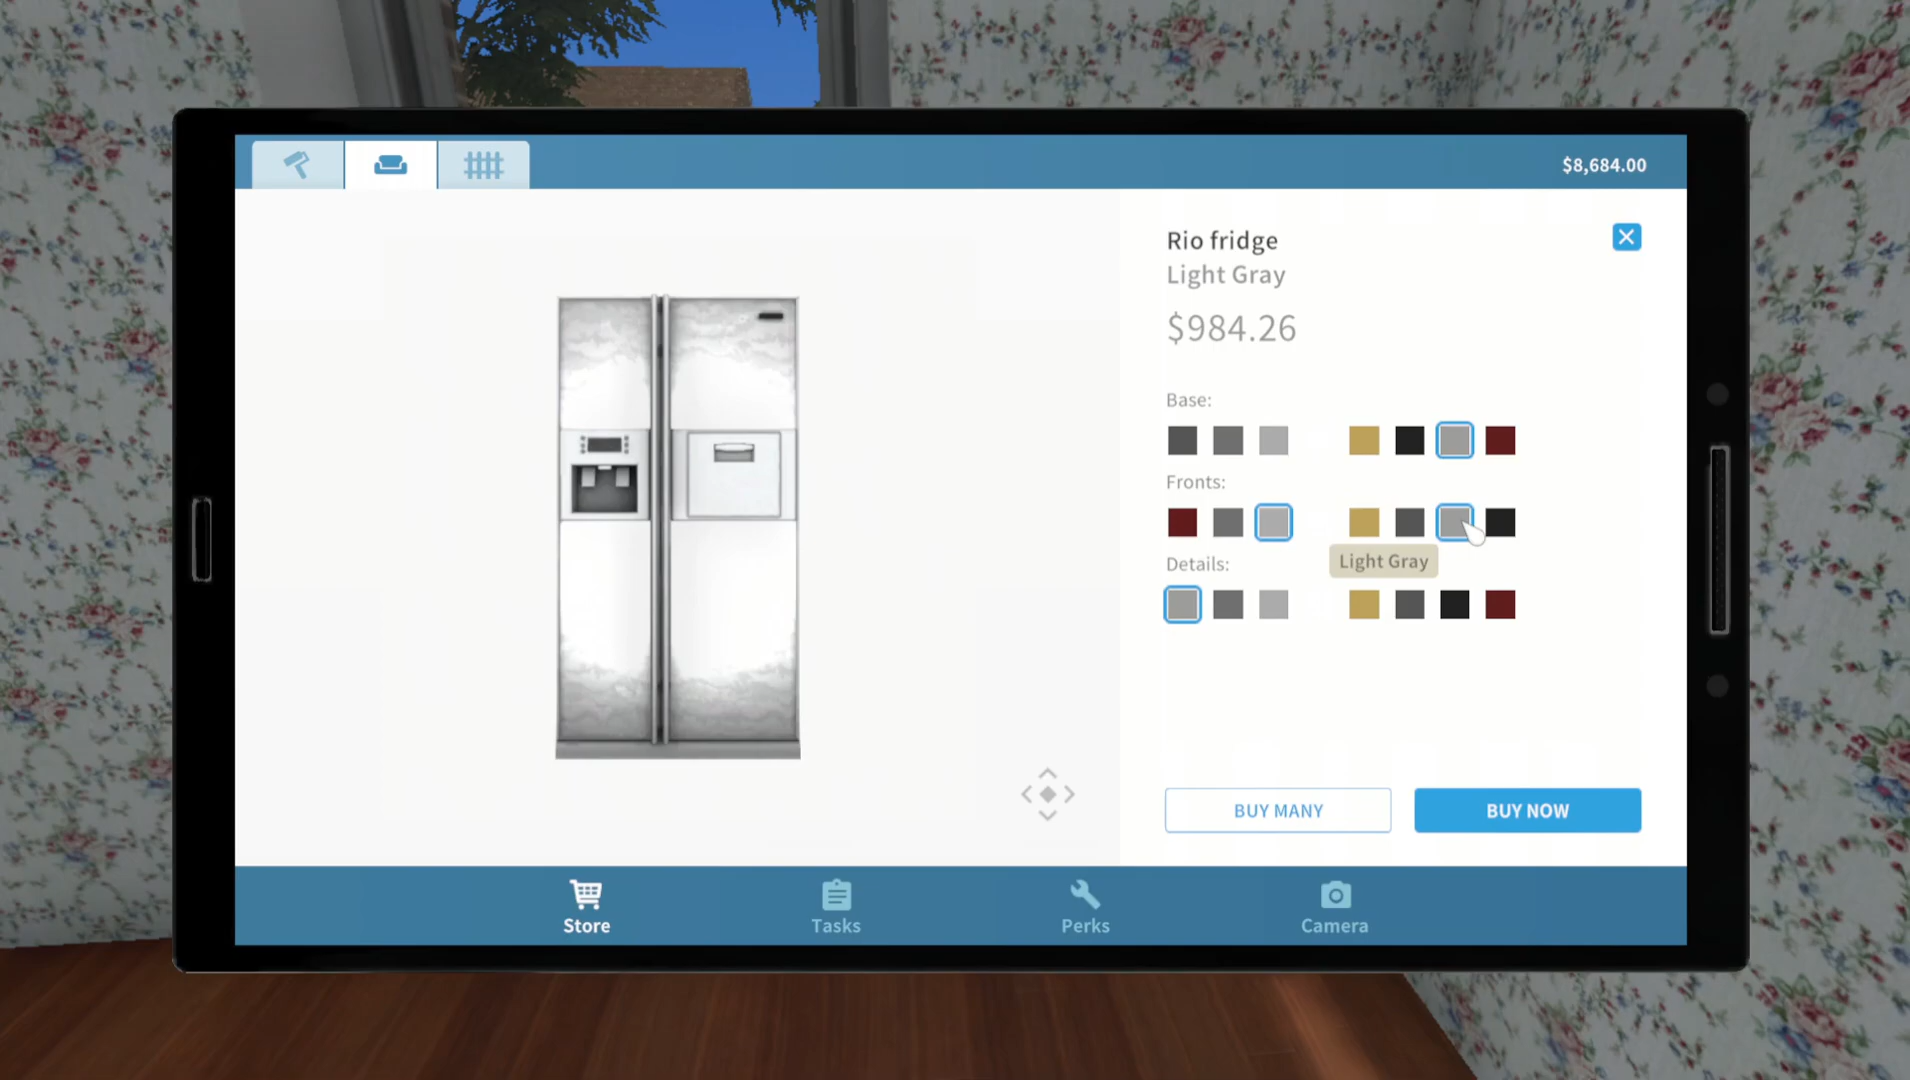 $8,684.00
Rio fridge
Light Gray
$984.26
Base:
Fronts:
Light Gray
Details:
BUY MANY
BUY NOW
Store
Tasks
Perks
Camera